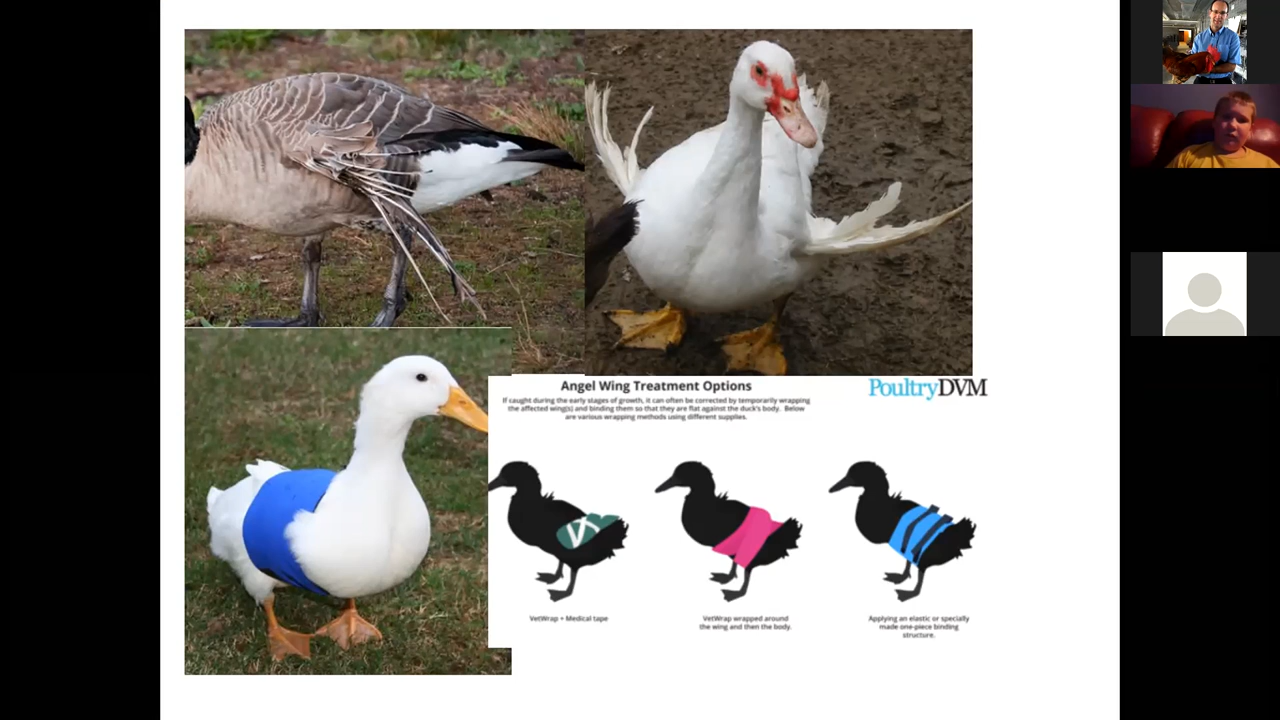 Angel Wing Treatment Options
PoultryDVM
If caught during the early stages of growth, it can often be corrected by temporarily wrapping
the affected wing(s) and binding them so that they are flat against the duck's body. Below
are various wrapping methods using different supplies.
VetWrap + Medical tape
VetWrap wrapped around
the wing and then the body.
Applying an elastic or specially
made one-piece binding
structure.